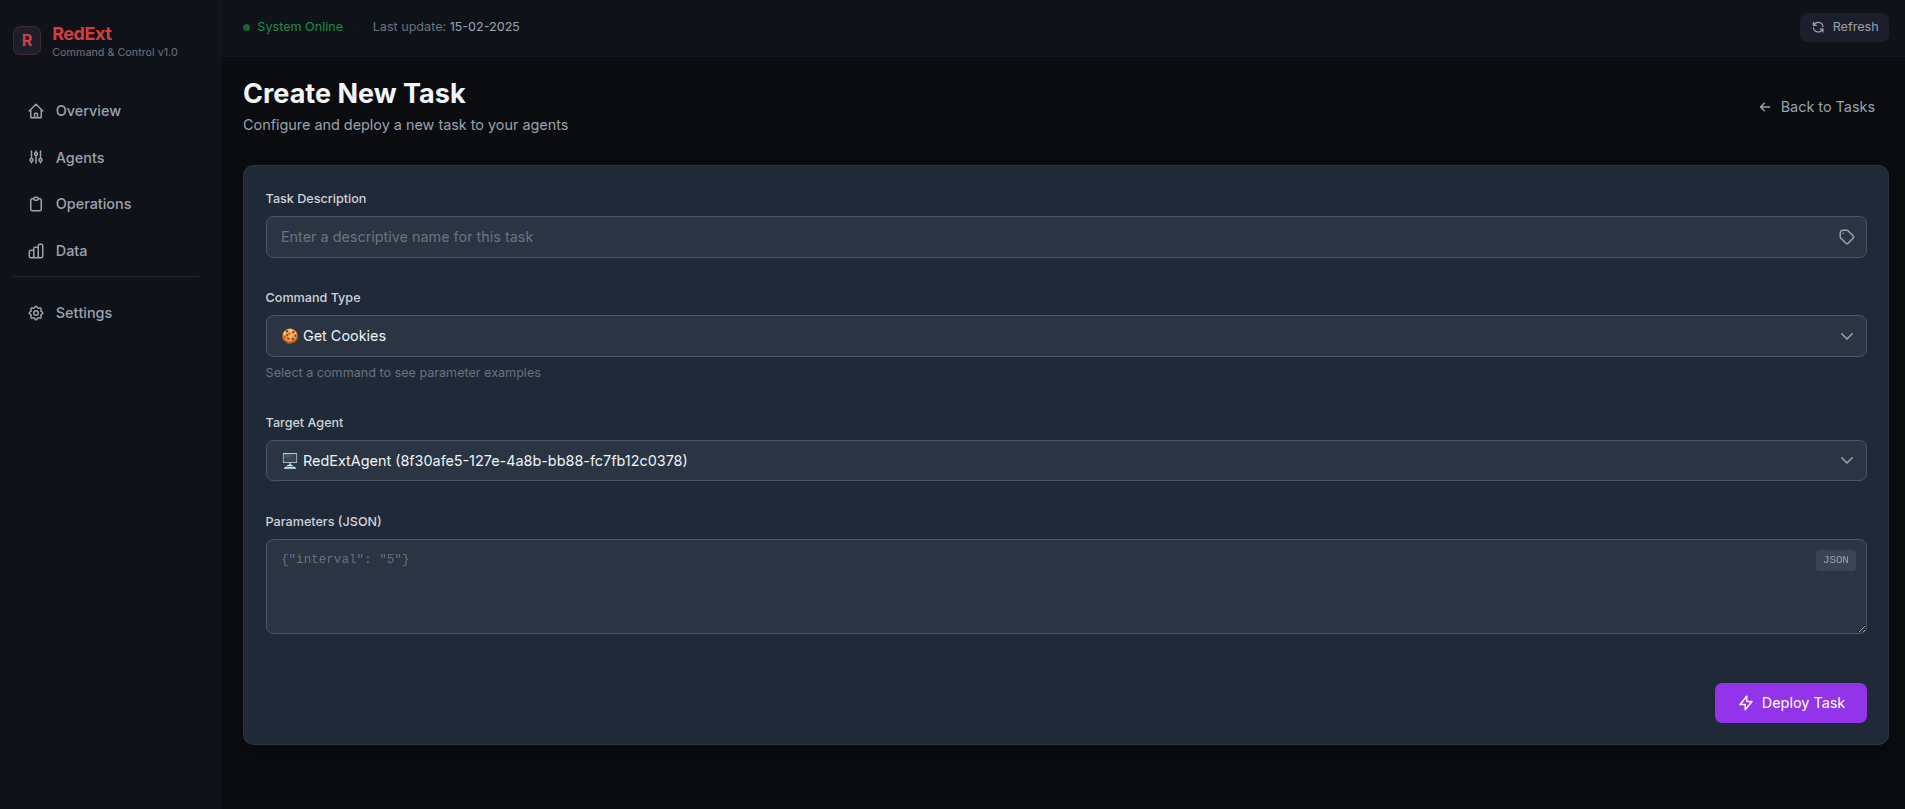 R
RedExt
Command & Control v1.0
Overview
Agents
Operations
Data
Settings
System Online
Last update: 15-02-2025
Refresh
Create New Task
Configure and deploy a new task to your agents
Back to Tasks
Task Description
Enter a descriptive name for this task
Command Type
🍪 Get Cookies
Select a command to see parameter examples
Target Agent
🖥️ RedExtAgent (8f30afe5-127e-4a8b-bb88-fc7fb12c0378)
Parameters (JSON)
{"interval": "5"}
JSON
Deploy Task